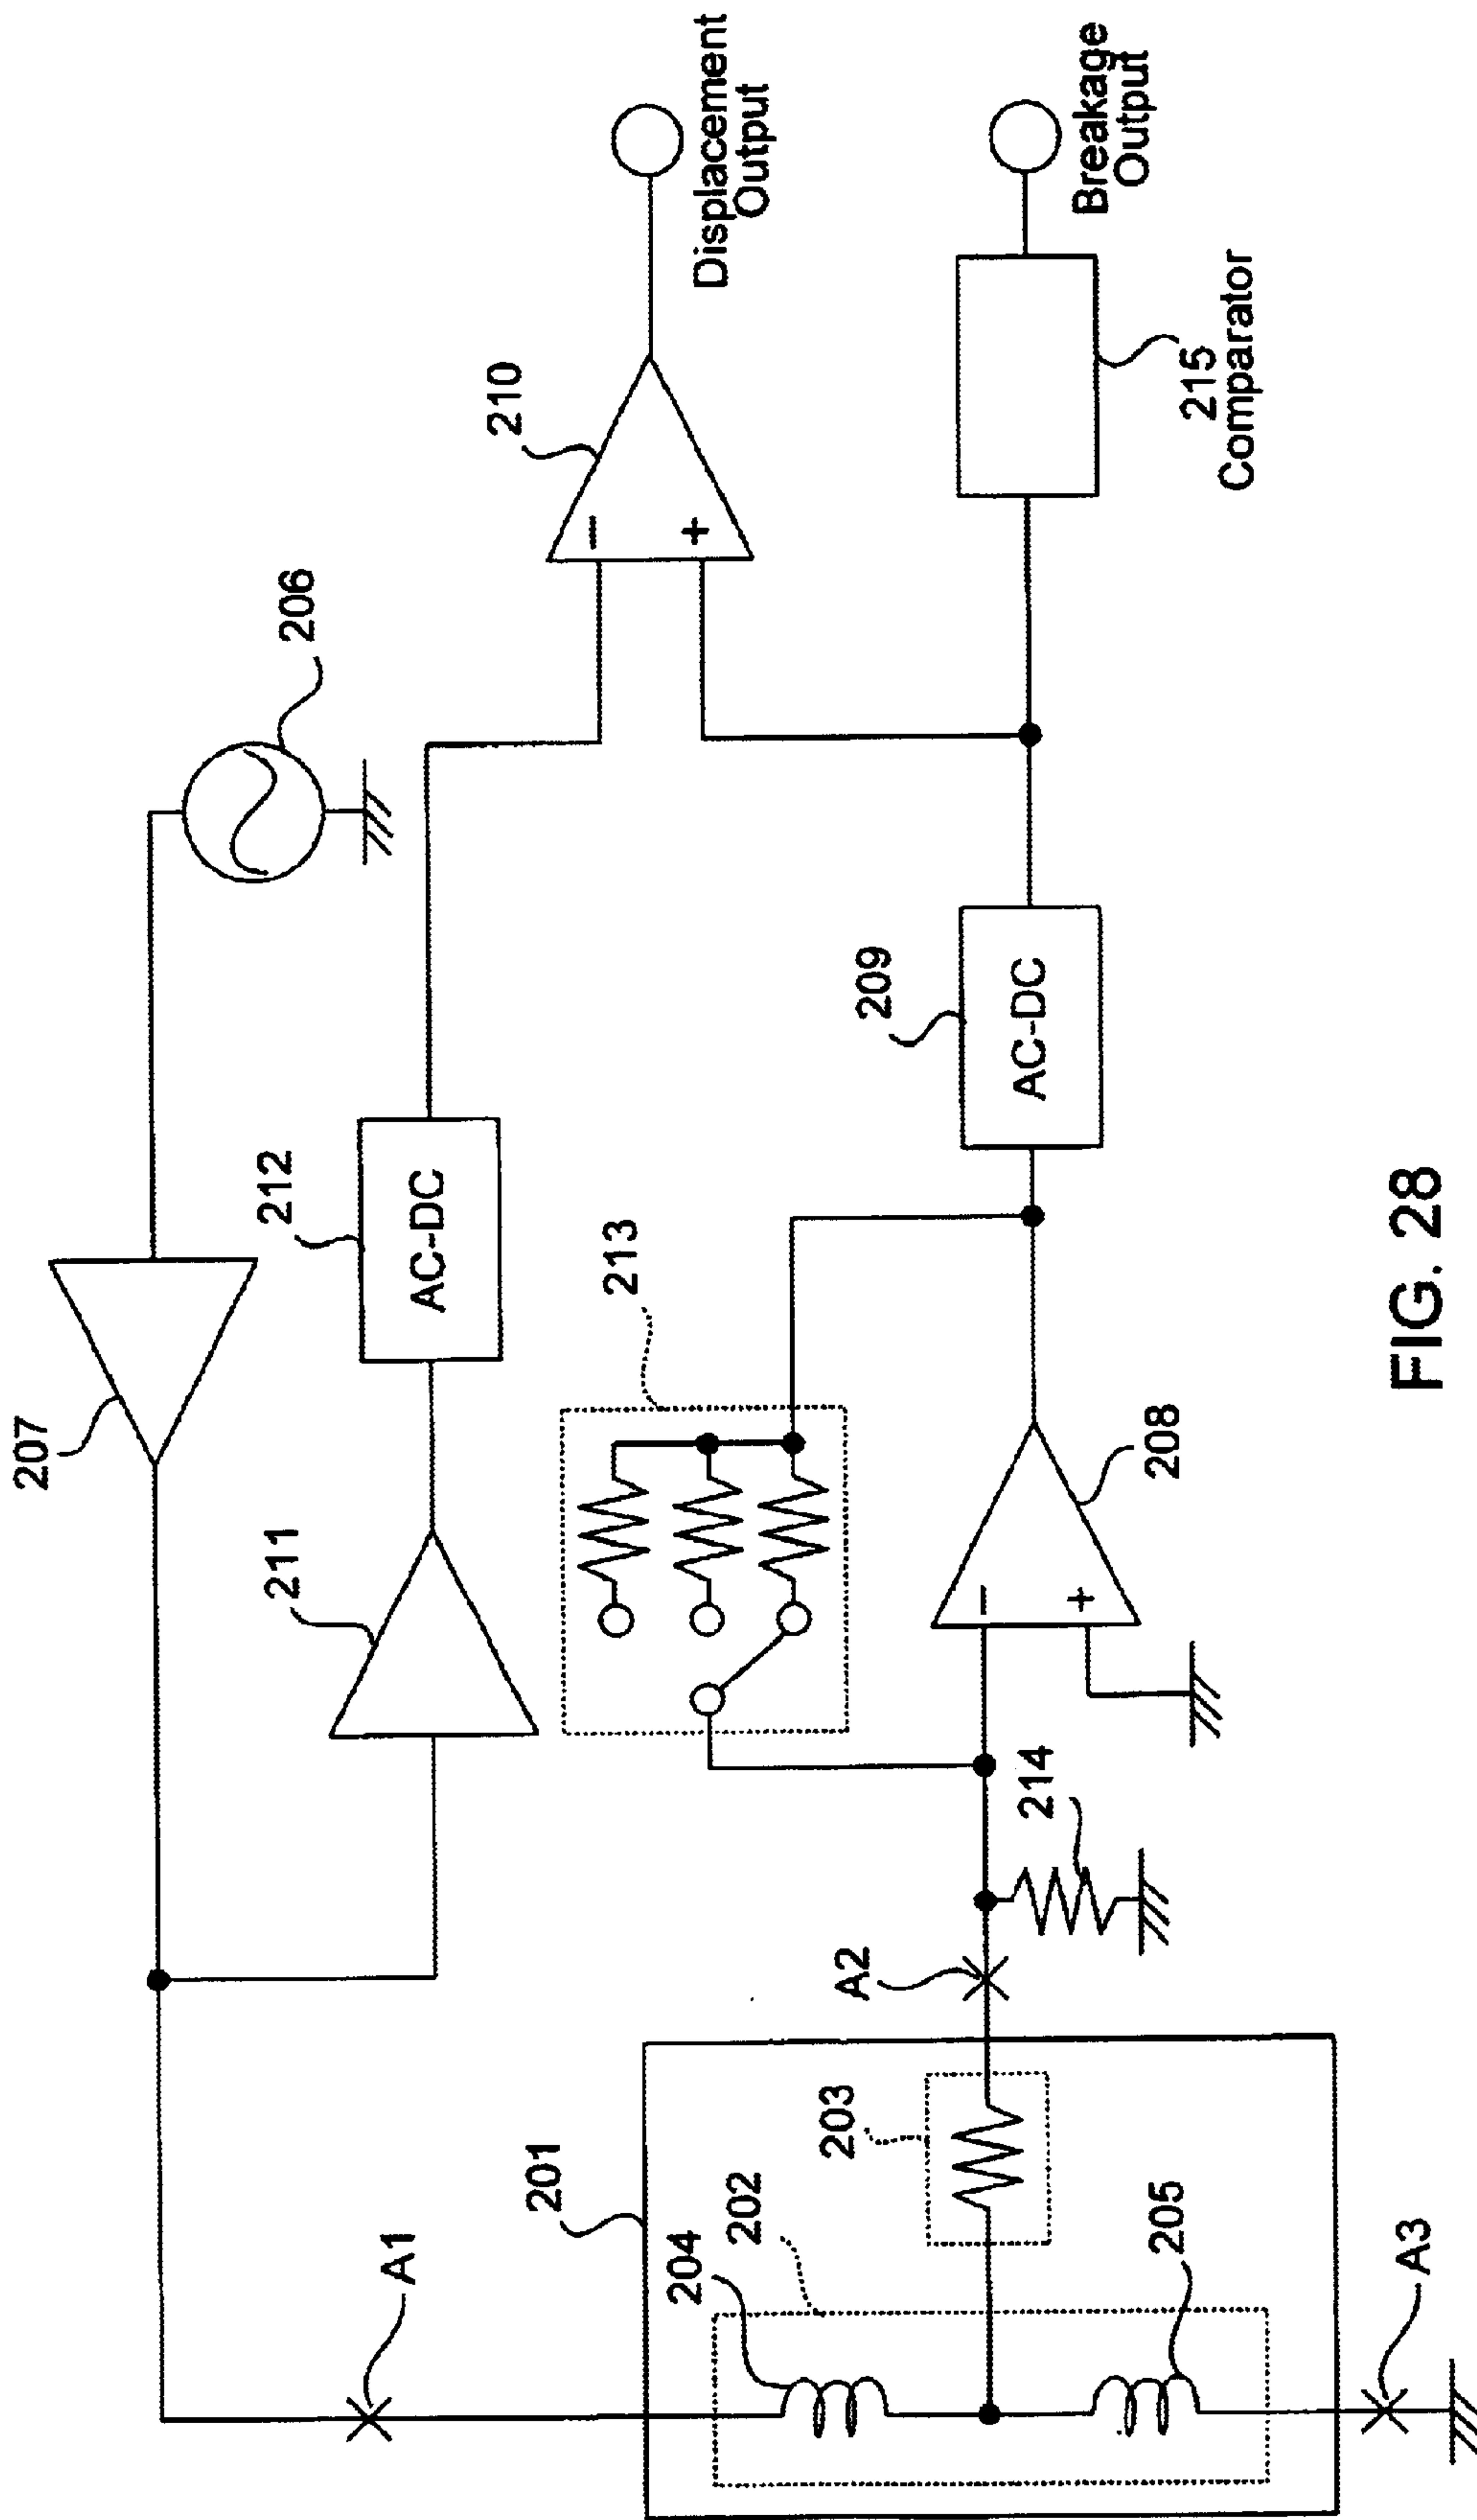 206
207
210
Displacement
Output
212
AC-DC
211
213
A1
201
204
202
203
A2
214
209
AC-DC
208
−
+
−
+
Breakage
Output
215
Comparator
205
A3
FIG. 28